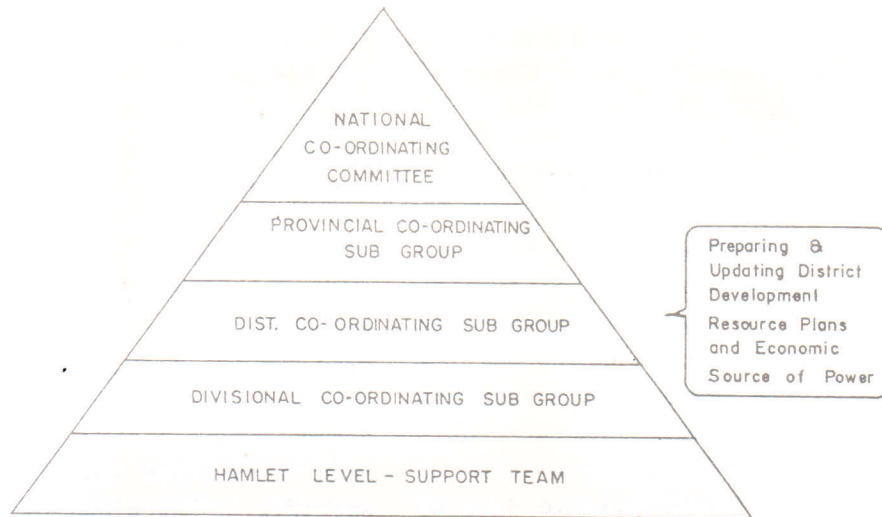 NATIONAL
CO-ORDINATING
COMMITTEE
PROVINCIAL CO-ORDINATING
SUB GROUP
DIST. CO-ORDINATING SUB GROUP
DIVISIONAL CO-ORDINATING SUB GROUP
HAMLET LEVEL - SUPPORT TEAM
Preparing &
Updating District
Development
Resource Plans
and Economic
Source of Power